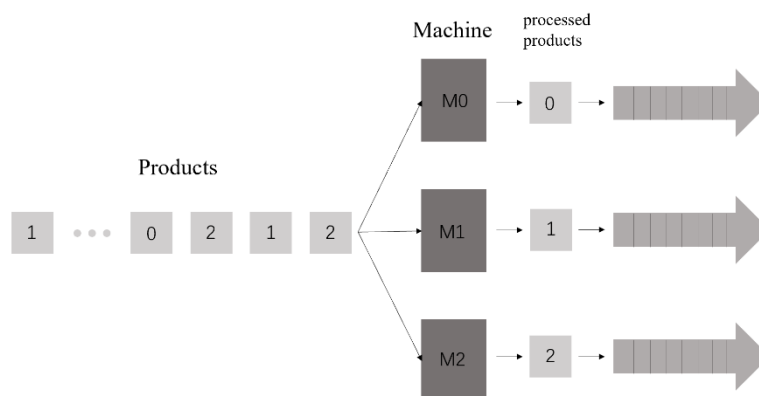 Machine
processed
products
M0
0
Products
1 ••• 0 2 1 2
M1
1
M2
2